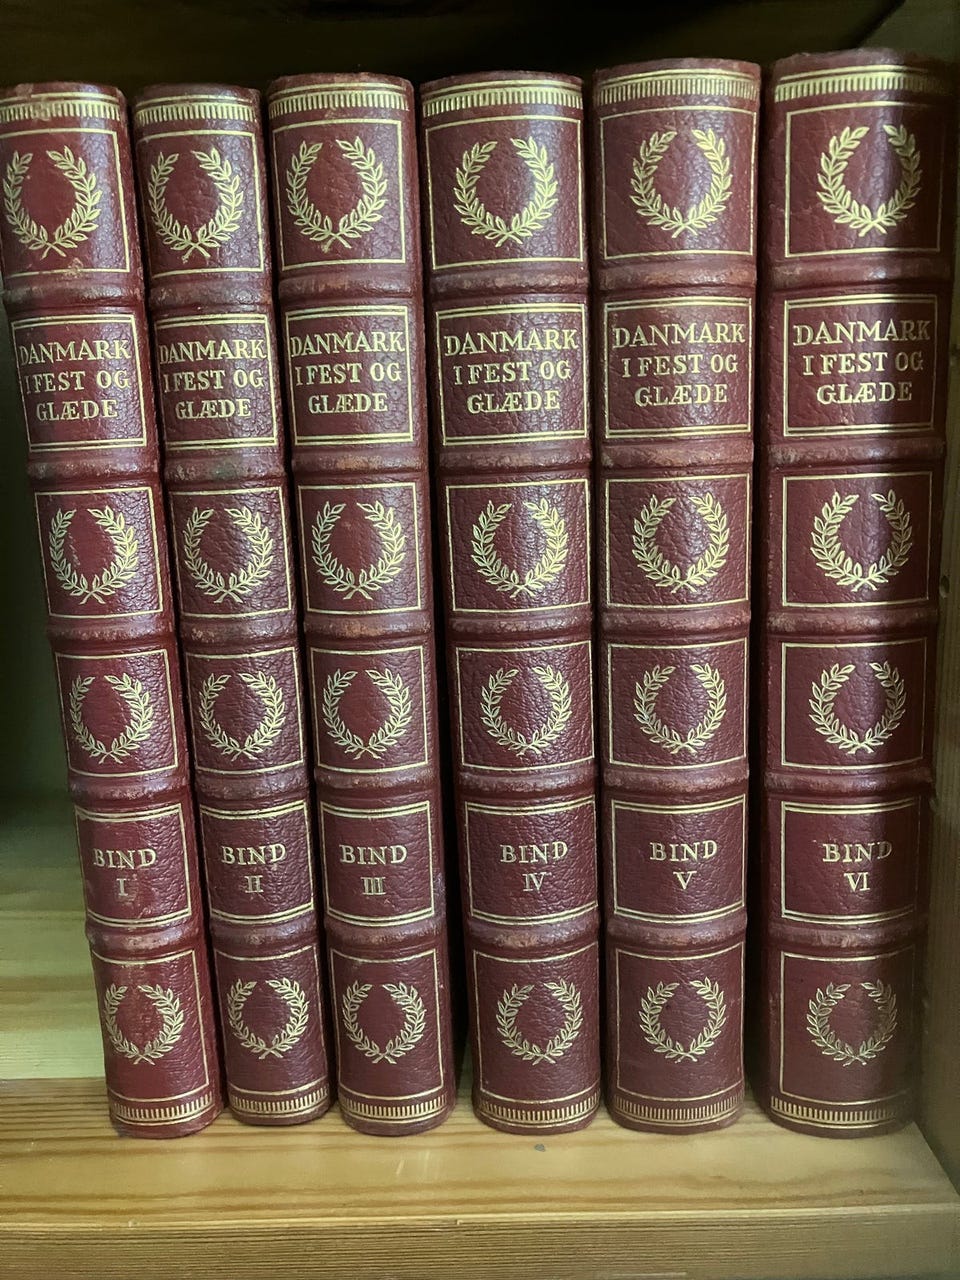 DANMARK
I FEST OG
GLÆDE
BIND
I
DANMARK
I FEST OG
GLÆDE
BIND
II
DANMARK
I FEST OG
GLÆDE
BIND
III
DANMARK
I FEST OG
GLÆDE
BIND
IV
DANMARK
I FEST OG
GLÆDE
BIND
V
DANMARK
I FEST OG
GLÆDE
BIND
VI